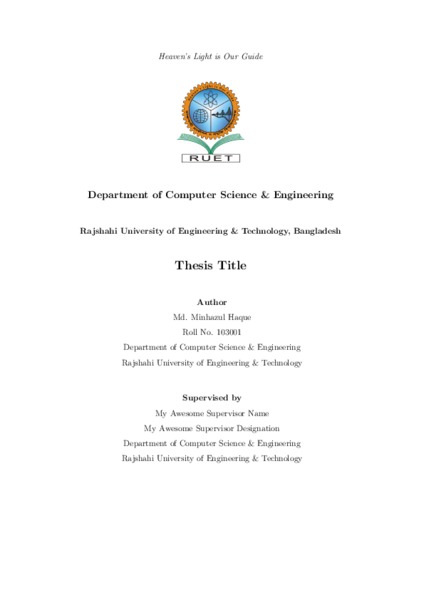 Heaven's Light is Our Guide
RUET
Department of Computer Science & Engineering
Rajshahi University of Engineering & Technology, Bangladesh
Thesis Title
Author
Md. Minhazul Haque
Roll No. 103001
Department of Computer Science & Engineering
Rajshahi University of Engineering & Technology
Supervised by
My Awesome Supervisor Name
My Awesome Supervisor Designation
Department of Computer Science & Engineering
Rajshahi University of Engineering & Technology